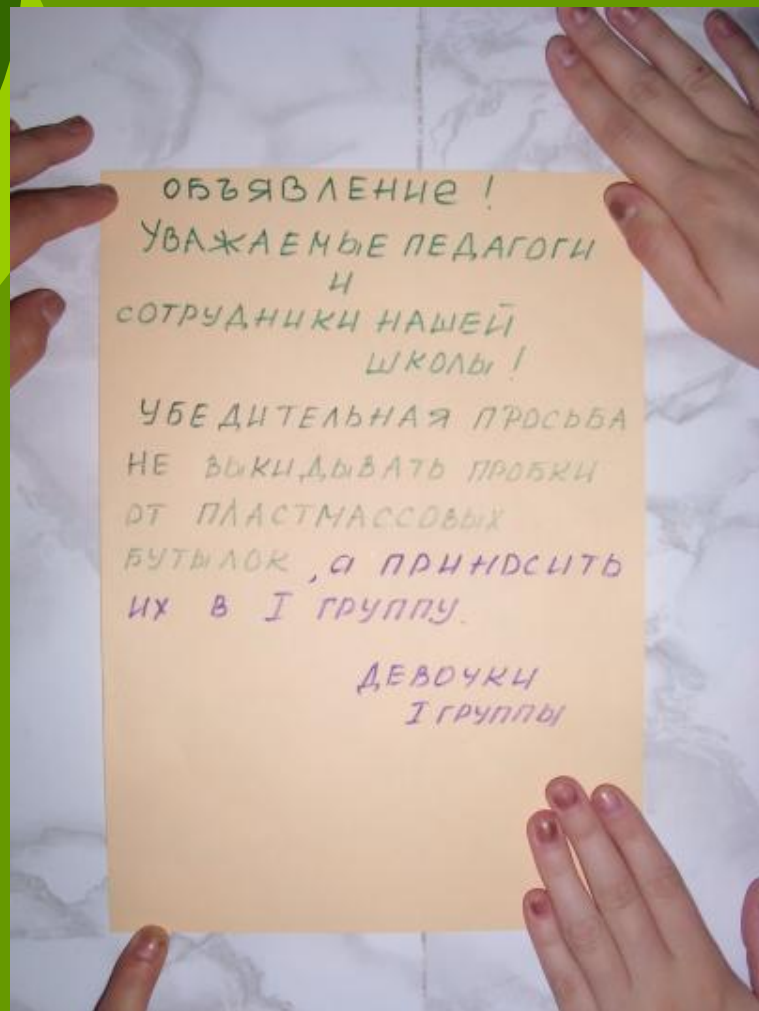 ОБЪЯВЛЕНИе!
УВАЖАЕМЫЕ ПЕДАГОГИ
И
СОТРУДНИКИ НАШЕЙ
ШКОЛЫ!
УБЕДИТЕЛЬНАЯ ПРОСЬБА
НЕ ВЫКИДЫВАТЬ ПРОБКИ
ОТ ПЛАСТМАССОВЫХ
БУТЫЛОК, а ПРИНОСИТЬ
ИХ В I ГРУППУ.
ДЕВОЧКИ
I ГРУППЫ